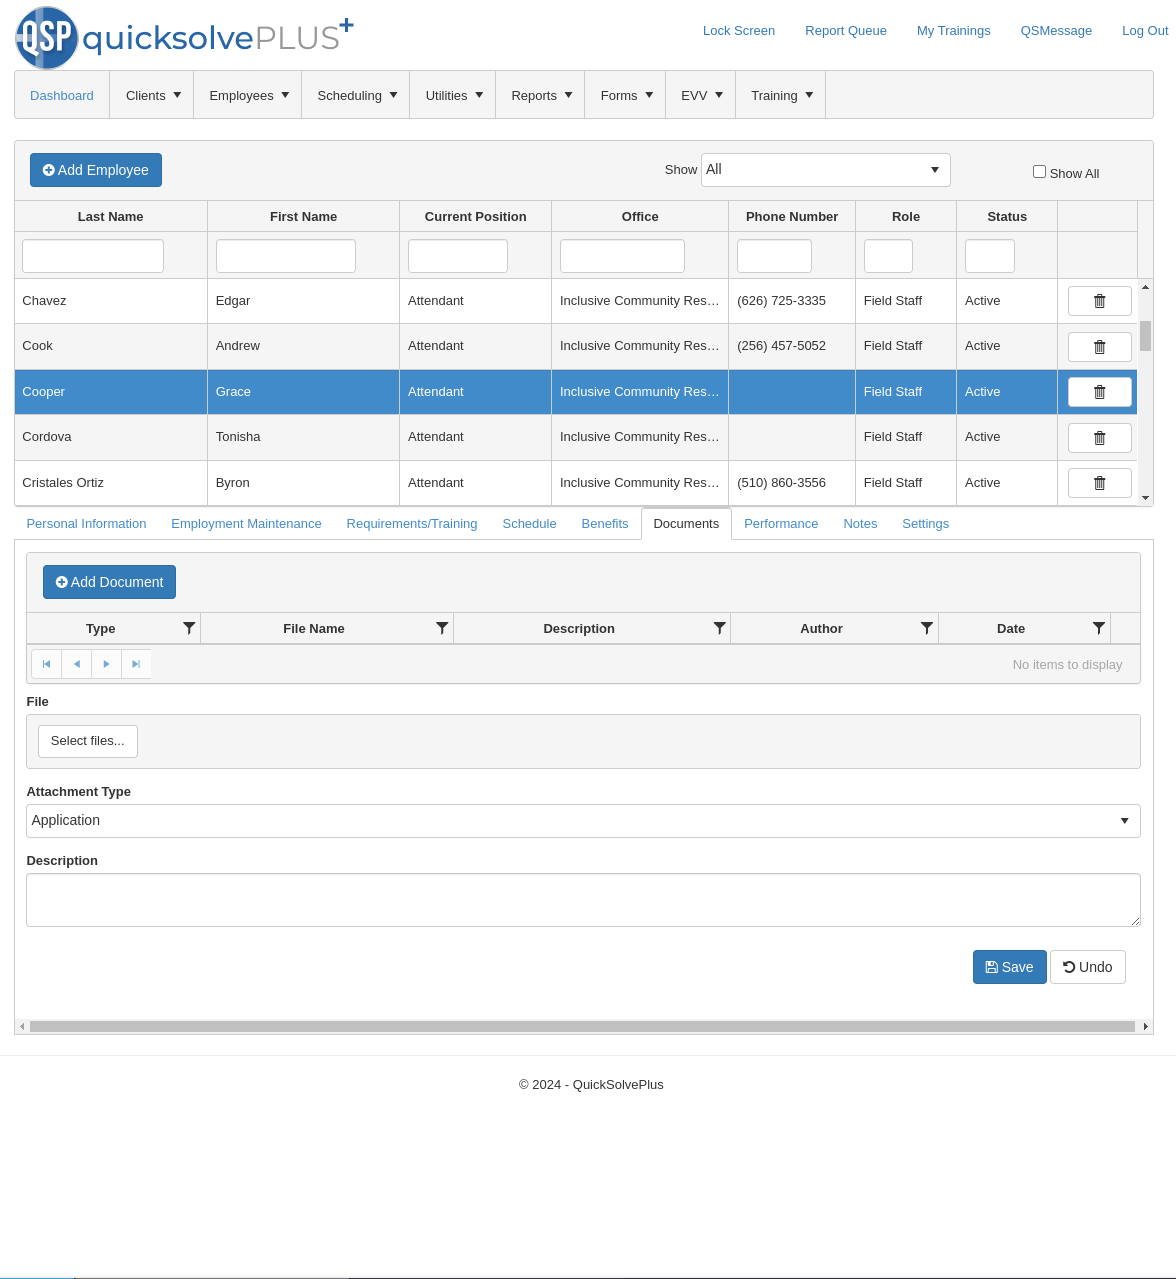 QSP quicksolvePLUS+
Lock Screen Report Queue My Trainings QSMessage Log Out
Dashboard Clients Employees Scheduling Utilities Reports Forms EVV Training
Add Employee Show All Show All
Last Name First Name Current Position Office Phone Number Role Status
Chavez Edgar Attendant Inclusive Community Res… (626) 725-3335 Field Staff Active
Cook Andrew Attendant Inclusive Community Res… (256) 457-5052 Field Staff Active
Cooper Grace Attendant Inclusive Community Res… Field Staff Active
Cordova Tonisha Attendant Inclusive Community Res… Field Staff Active
Cristales Ortiz Byron Attendant Inclusive Community Res… (510) 860-3556 Field Staff Active
Personal Information Employment Maintenance Requirements/Training Schedule Benefits Documents Performance Notes Settings
Add Document
Type File Name Description Author Date
No items to display
File
Select files...
Attachment Type
Application
Description
Save Undo
© 2024 - QuickSolvePlus